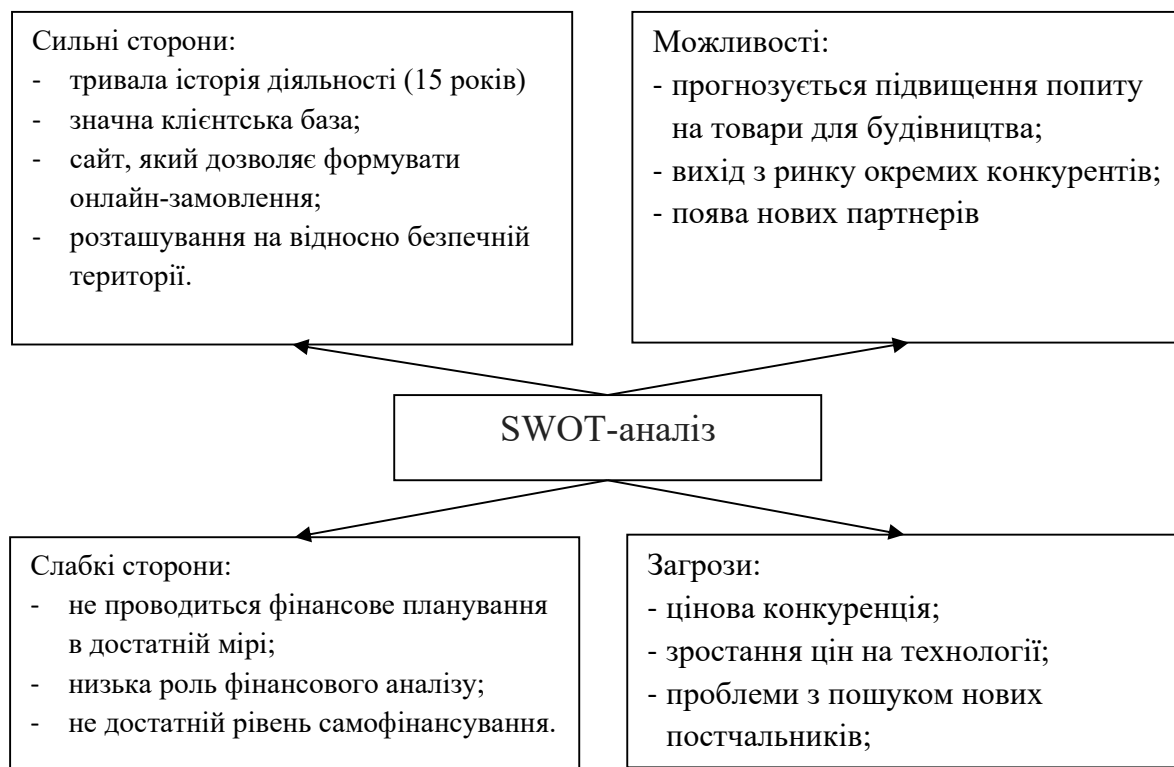 Сильні сторони:
- тривала історія діяльності (15 років)
- значна клієнтська база;
- сайт, який дозволяє формувати
онлайн-замовлення;
- розташування на відносно безпечній
території.
Можливості:
- прогнозується підвищення попиту
на товари для будівництва;
- вихід з ринку окремих конкурентів;
- поява нових партнерів
SWOT-аналіз
Слабкі сторони:
- не проводиться фінансове планування
в достатній мірі;
- низька роль фінансового аналізу;
- не достатній рівень самофінансування.
Загрози:
- цінова конкуренція;
- зростання цін на технології;
- проблеми з пошуком нових
постчальників;